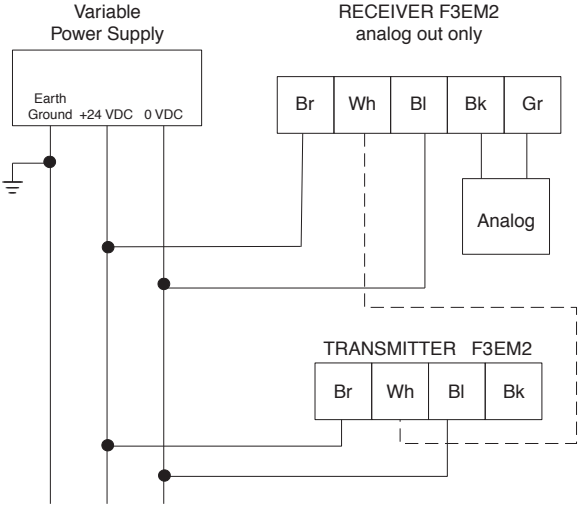 Variable
Power Supply
RECEIVER F3EM2
analog out only
Earth
Ground +24 VDC 0 VDC
Br Wh Bl Bk Gr
Analog
TRANSMITTER F3EM2
Br Wh Bl Bk